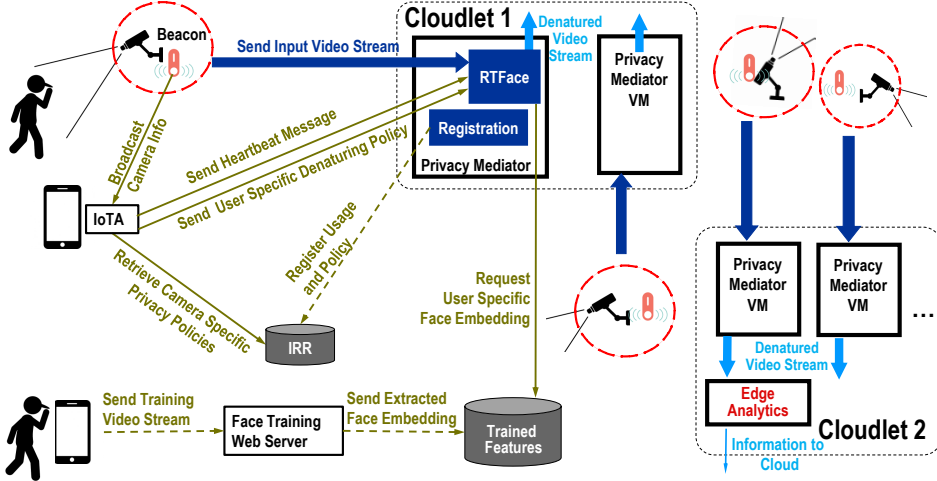 Cloudlet 1
Beacon
Send Input Video Stream
Denatured
Video
Stream
RTFace
Privacy
Mediator
VM
Registration
Privacy Mediator
Broadcast
Camera Info
Send Heartbeat Message
Send User Specific Denaturing Policy
IoTA
Retrieve Camera Specific
Privacy Policies
Register Usage
and Policy
IRR
Request
User Specific
Face Embedding
Send Training
Video Stream
Face Training
Web Server
Send Extracted
Face Embedding
Trained
Features
Privacy
Mediator
VM
Privacy
Mediator
VM
...
Denatured
Video Stream
Edge
Analytics
Cloudlet 2
Information to
Cloud